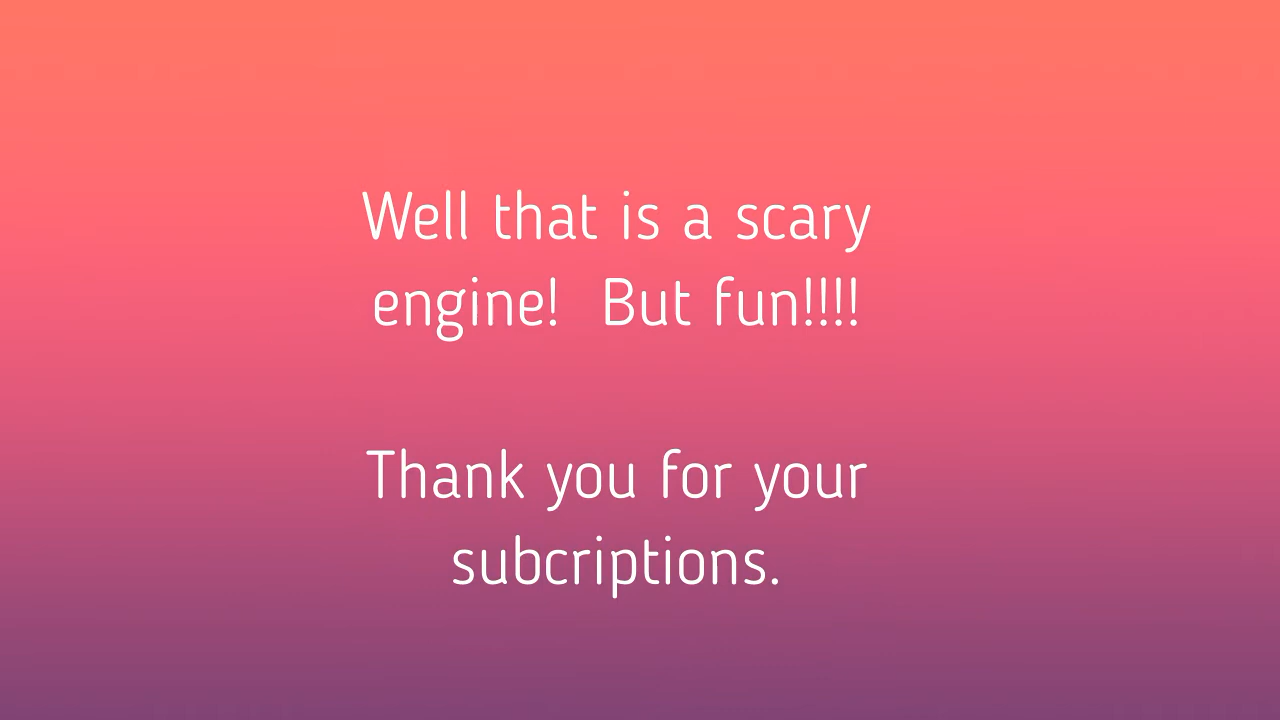 Well that is a scary
engine!  But fun!!!!
Thank you for your
subcriptions.